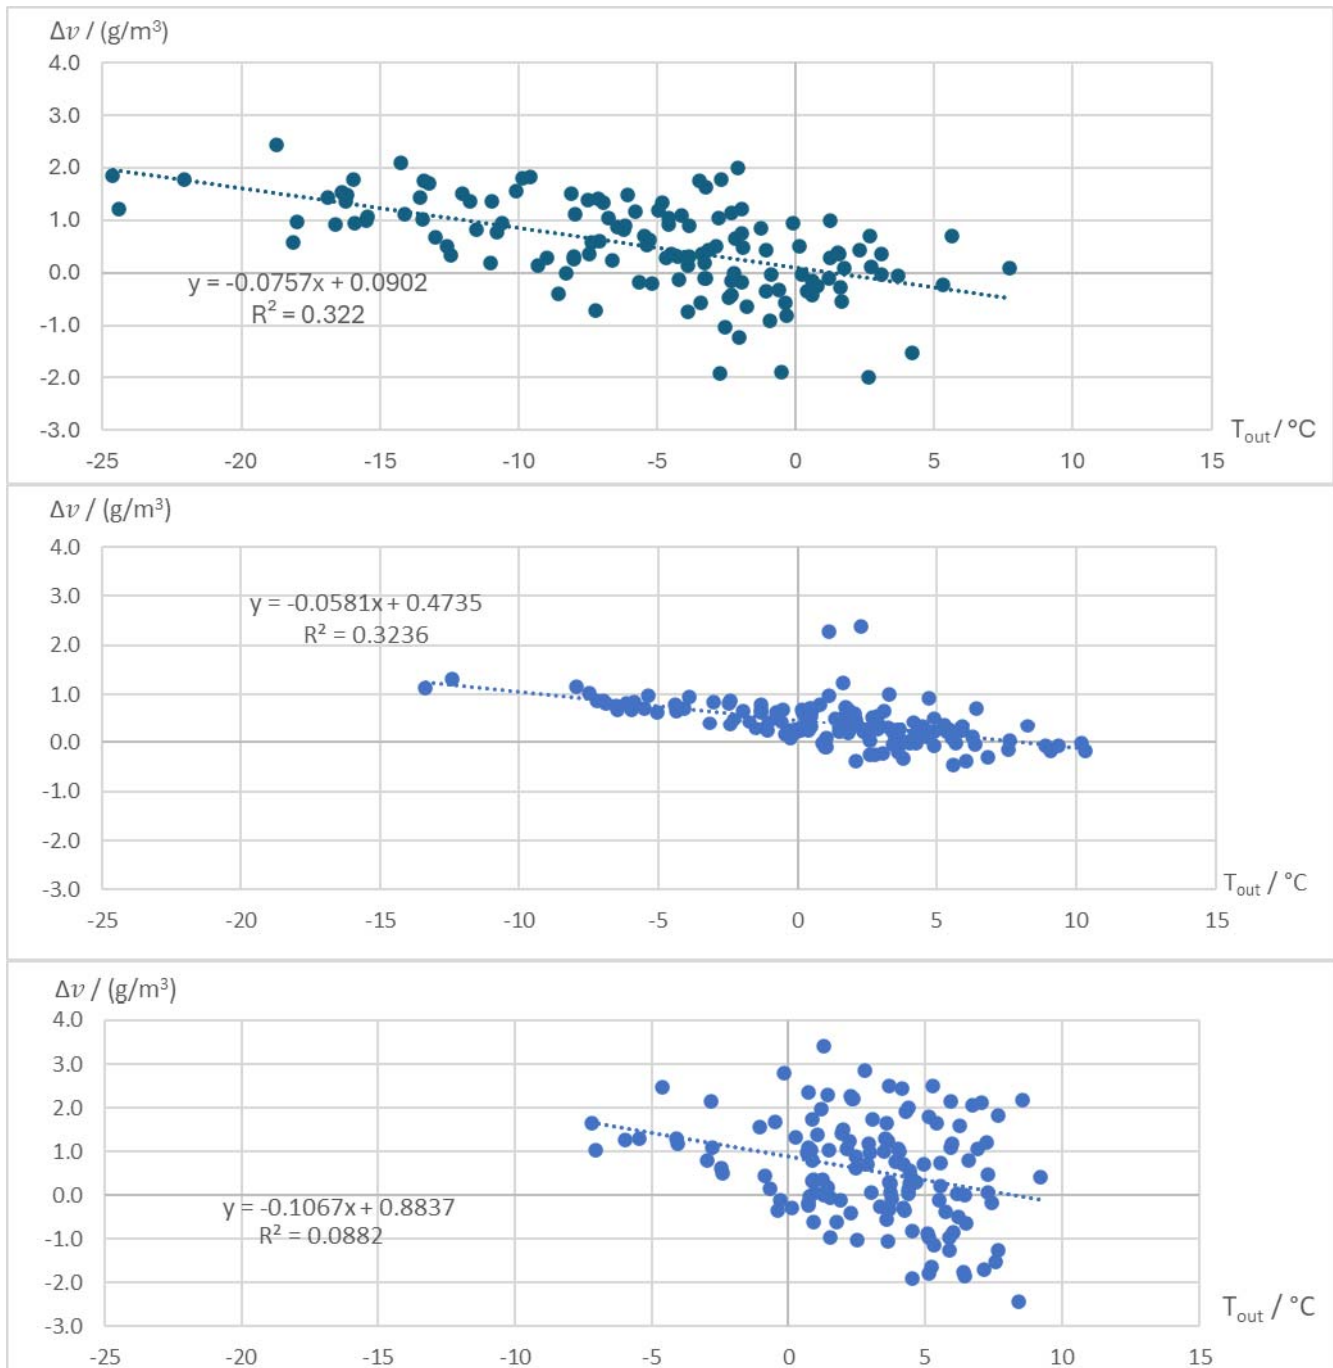 Δv / (g/m³)
4.0
3.0
2.0
1.0
0.0
y = -0.0757x + 0.0902
R² = 0.322
-1.0
-2.0
-3.0
T_out / °C
-25 -20 -15 -10 -5 0 5 10 15
Δv / (g/m³)
4.0
3.0
y = -0.0581x + 0.4735
R² = 0.3236
2.0
1.0
0.0
-1.0
-2.0
-3.0
T_out / °C
-25 -20 -15 -10 -5 0 5 10 15
Δv / (g/m³)
4.0
3.0
2.0
1.0
0.0
y = -0.1067x + 0.8837
R² = 0.0882
-1.0
-2.0
-3.0
T_out / °C
-25 -20 -15 -10 -5 0 5 10 15